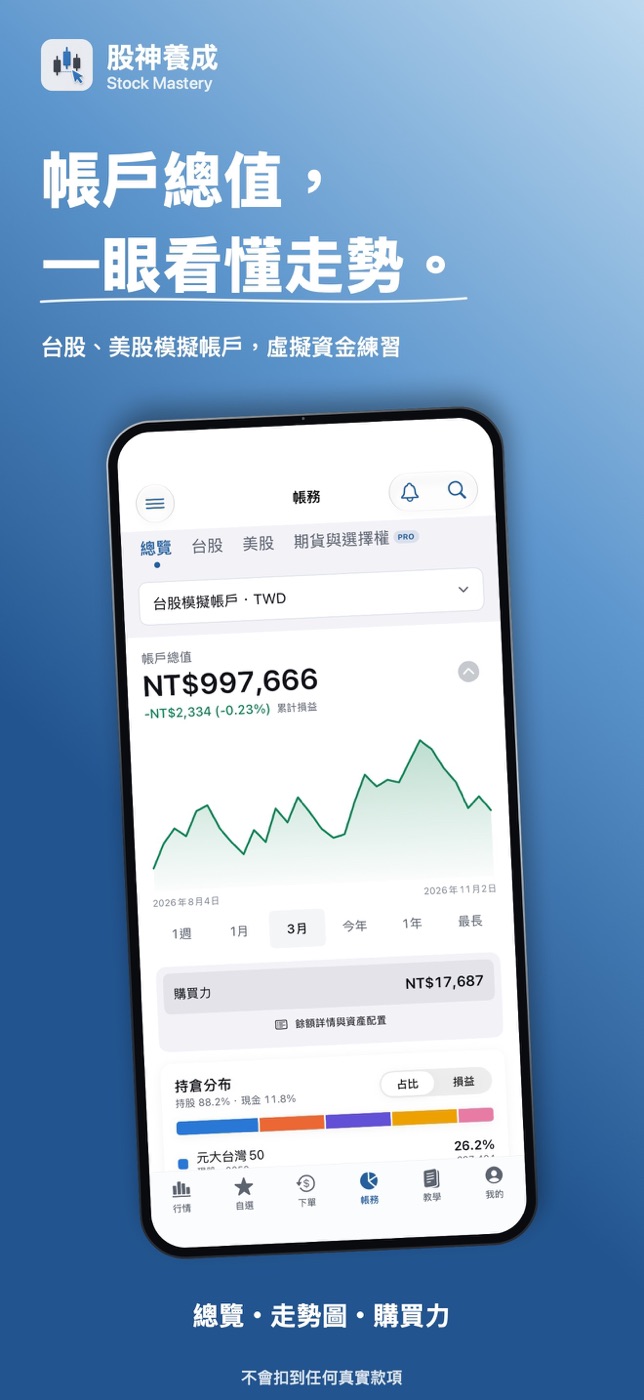 股神養成
Stock Mastery
帳戶總值，
一眼看懂走勢。
台股、美股模擬帳戶，虛擬資金練習
帳務
總覽 台股 美股 期貨與選擇權 PRO
台股模擬帳戶·TWD
帳戶總值
NT$997,666
-NT$2,334 (-0.23%) 累計損益
2026年8月4日 2026年11月2日
1週 1月 3月 今年 1年 最長
購買力 NT$17,687
餘額詳情與資產配置
持倉分布
占比 損益
持股 88.2%·現金 11.8%
元大台灣50 26.2%
行情 自選 下單 帳務 教學 我的
總覽·走勢圖·購買力
不會扣到任何真實款項